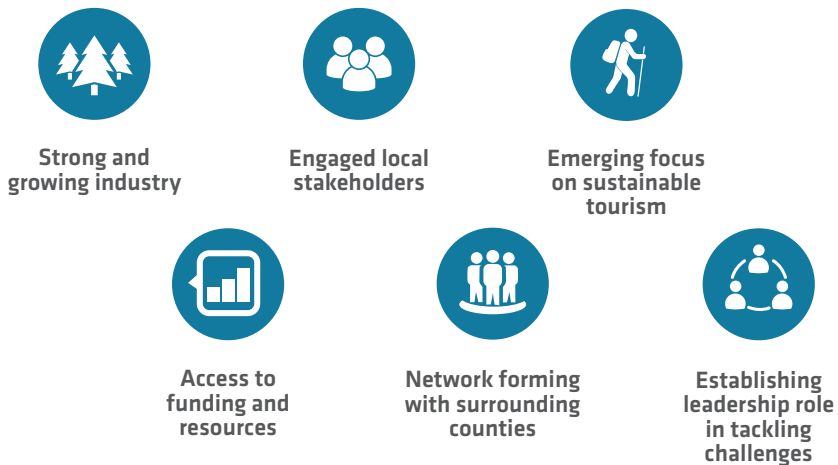 Strong and
growing industry
Engaged local
stakeholders
Emerging focus
on sustainable
tourism
Access to
funding and
resources
Network forming
with surrounding
counties
Establishing
leadership role
in tackling
challenges